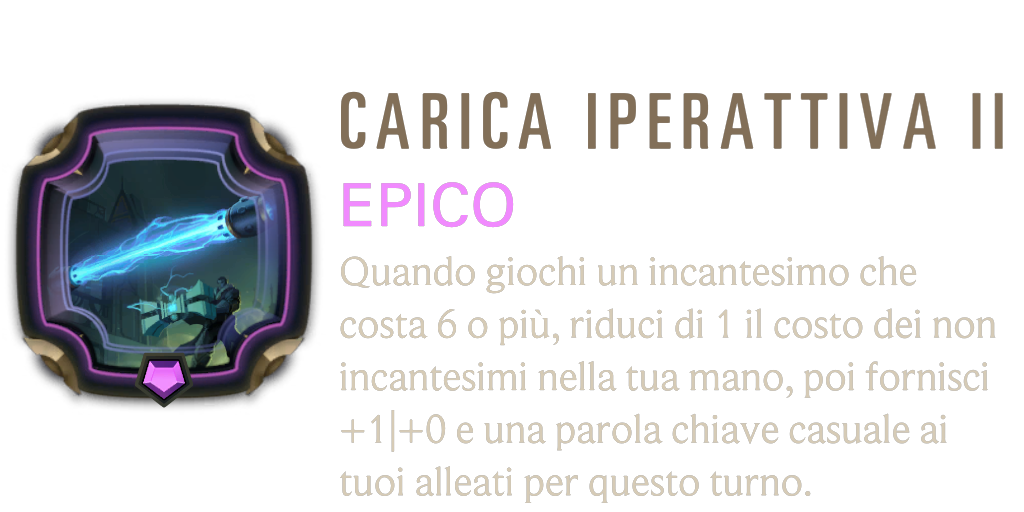 CARICA IPERATTIVA II
EPICO
Quando giochi un incantesimo che
costa 6 o più, riduci di 1 il costo dei non
incantesimi nella tua mano, poi fornisci
+1|+0 e una parola chiave casuale ai
tuoi alleati per questo turno.